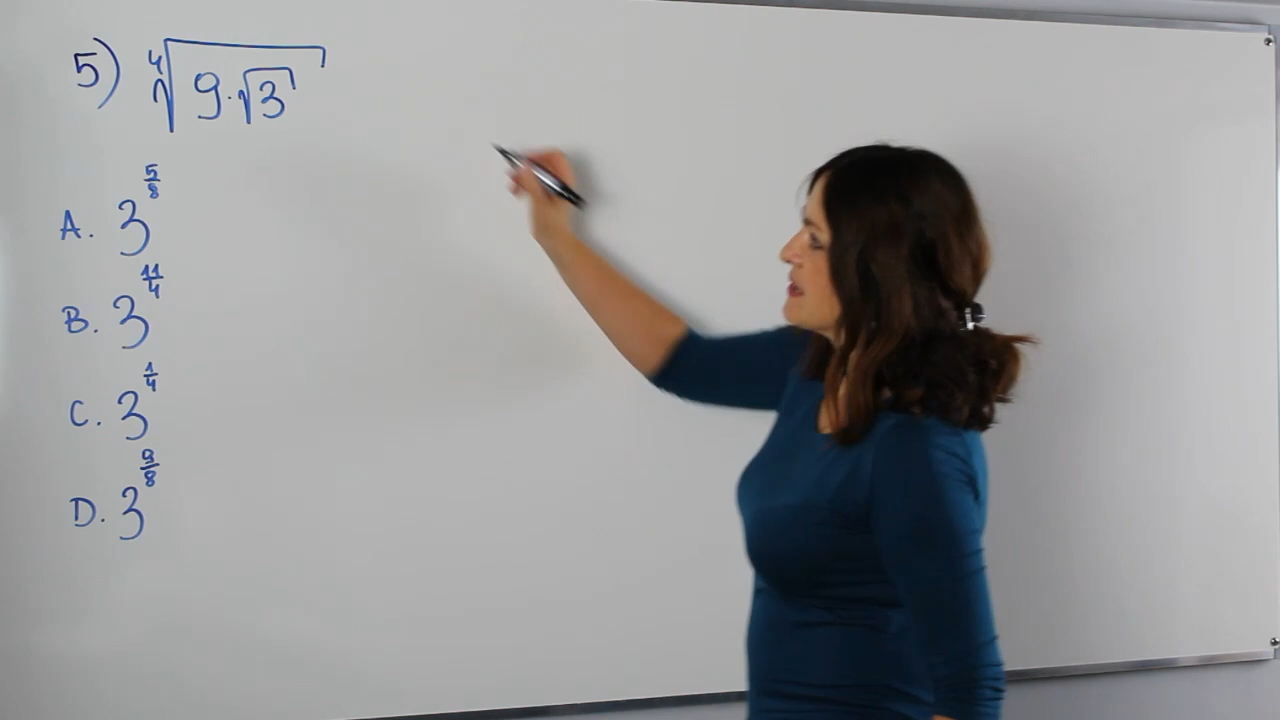 5) ⁴√(9·√3)
A. 3^(5/8)
B. 3^(11/4)
C. 3^(1/4)
D. 3^(9/8)